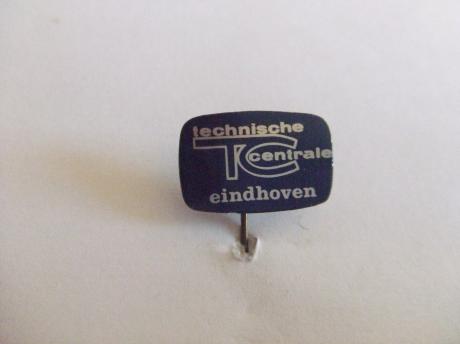 technische
TC centrale
eindhoven